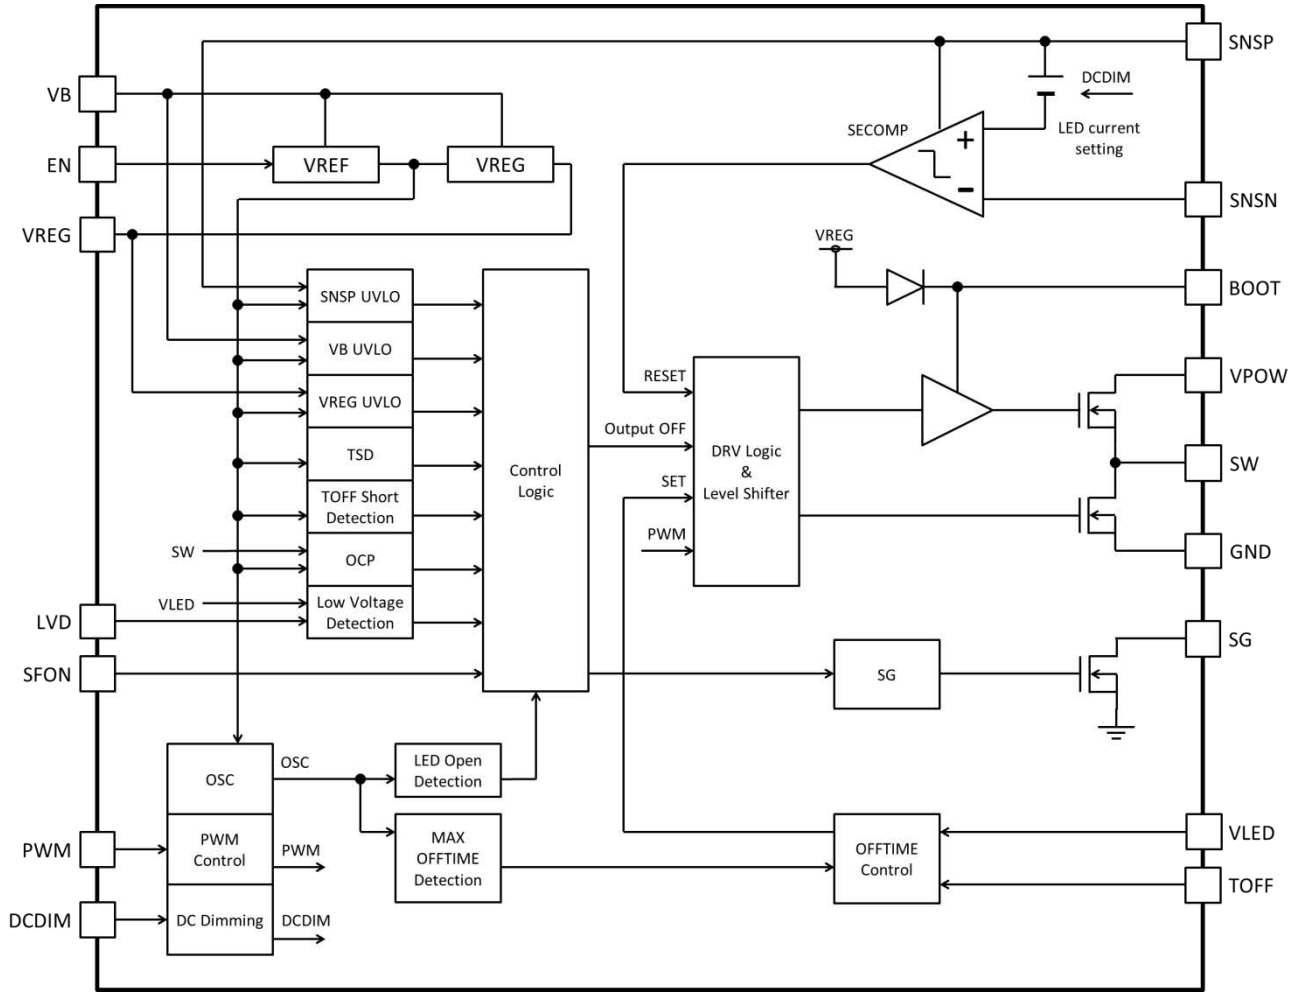 SNSP
VB
DCDIM
SECOMP
LED current
setting
+
EN
VREF
VREG
-
SNSN
VREG
VREG
BOOT
SNSP UVLO
VB UVLO
VREG UVLO
RESET
VPOW
TSD
Control
Logic
Output OFF
DRV Logic
&
Level Shifter
SW
TOFF Short
Detection
SET
SW
OCP
PWM
GND
VLED
Low Voltage
Detection
LVD
SG
SFON
SG
OSC
OSC
LED Open
Detection
PWM
PWM
Control
PWM
MAX
OFFTIME
Detection
OFFTIME
Control
VLED
TOFF
DCDIM
DC Dimming
DCDIM